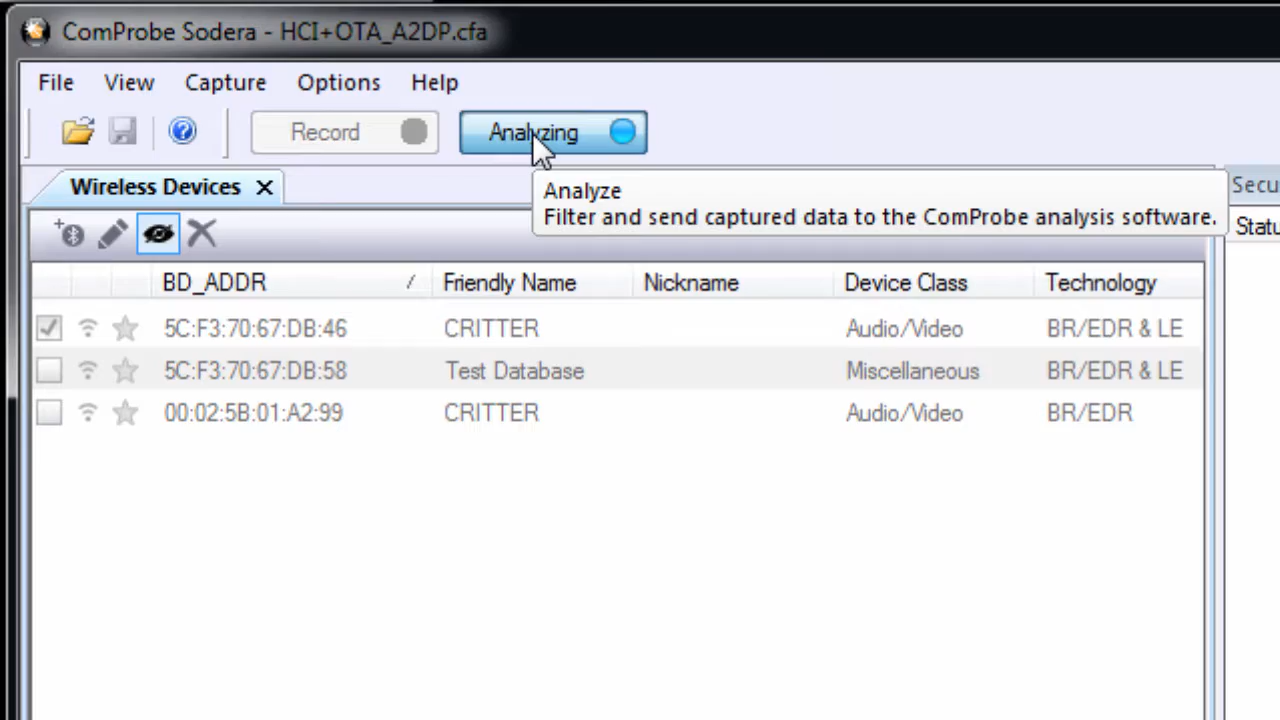 ComProbe Sodera - HCI+OTA_A2DP.cfa
File View Capture Options Help
Record Analyzing
Wireless Devices
Analyze
Filter and send captured data to the ComProbe analysis software.
Secu
Statu
BD_ADDR Friendly Name Nickname Device Class Technology
5C:F3:70:67:DB:46 CRITTER Audio/Video BR/EDR & LE
5C:F3:70:67:DB:58 Test Database Miscellaneous BR/EDR & LE
00:02:5B:01:A2:99 CRITTER Audio/Video BR/EDR